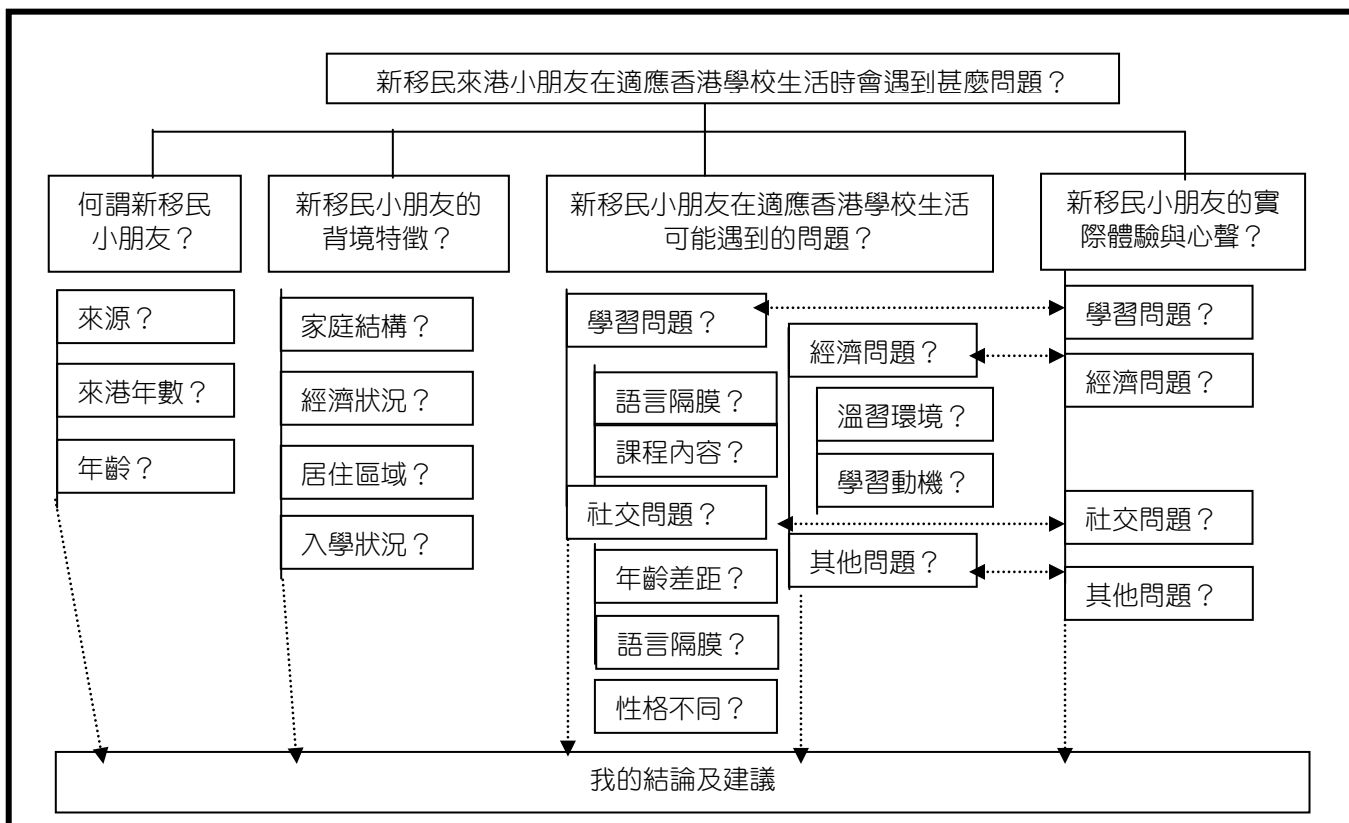 新移民來港小朋友在適應香港學校生活時會遇到甚麼問題？
何謂新移民
小朋友？
新移民小朋友的
背境特徵？
新移民小朋友在適應香港學校生活
可能遇到的問題？
新移民小朋友的實
際體驗與心聲？
來源？
來港年數？
年齡？
家庭結構？
經濟狀況？
居住區域？
入學狀況？
學習問題？
語言隔膜？
課程內容？
社交問題？
年齡差距？
語言隔膜？
性格不同？
經濟問題？
溫習環境？
學習動機？
其他問題？
學習問題？
經濟問題？
社交問題？
其他問題？
我的結論及建議